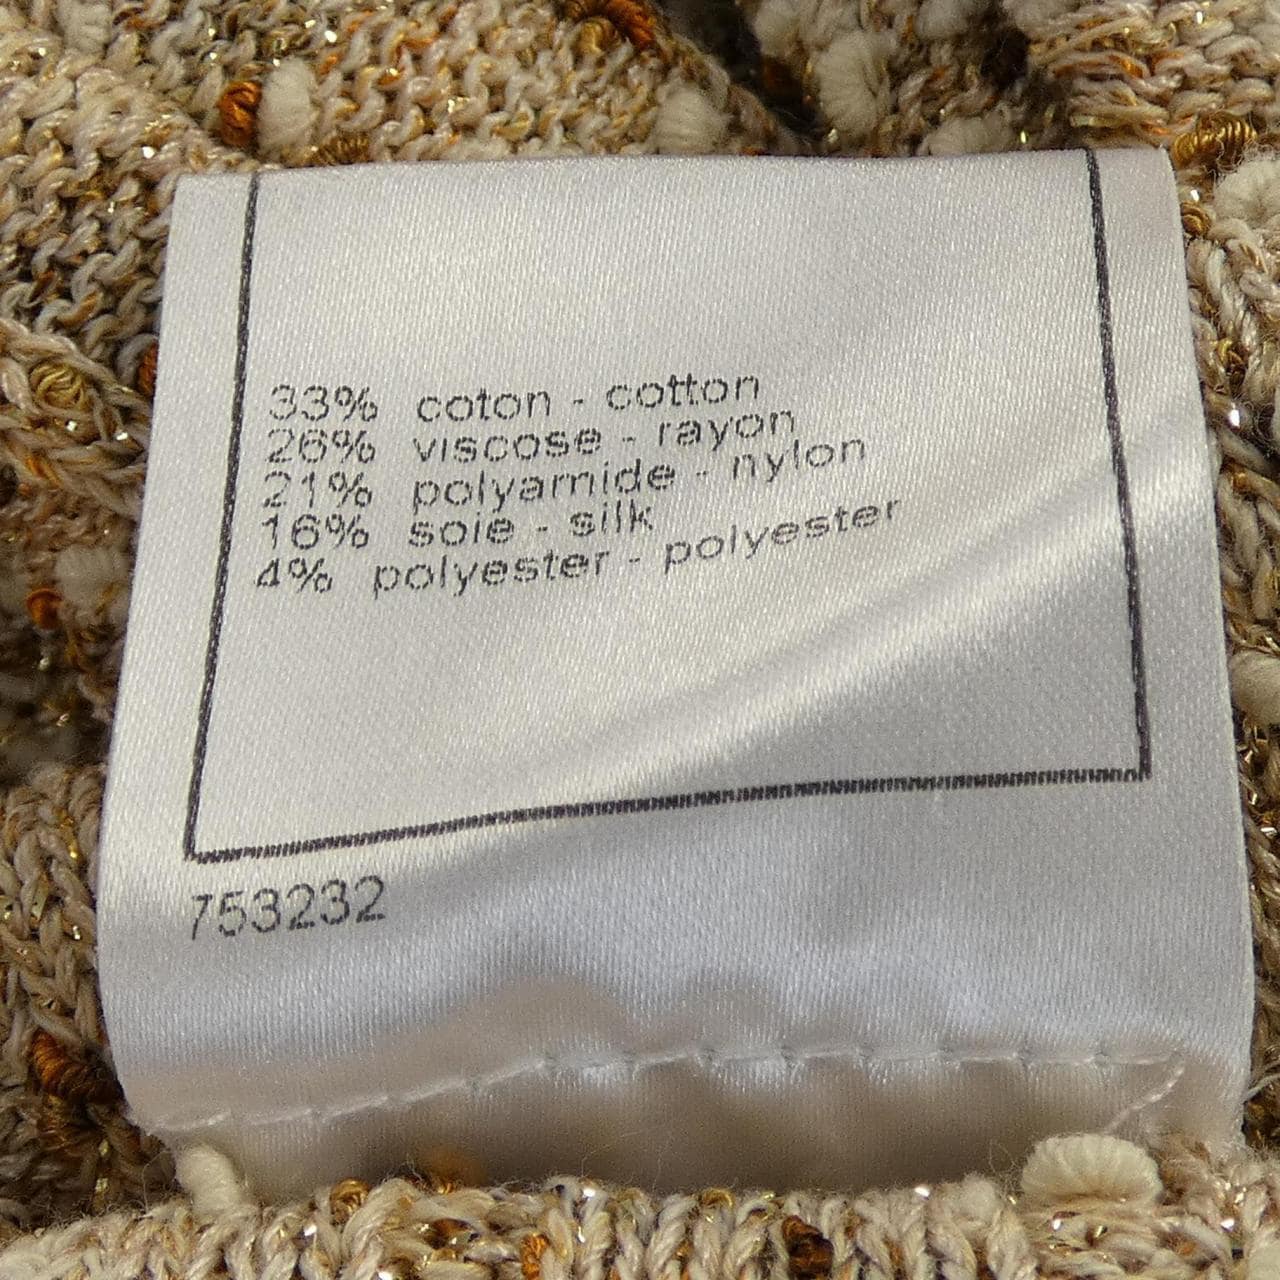 33% coton - cotton
26% viscose - rayon
21% polyamide - nylon
16% soie - silk
4% polyester - polyester
753232